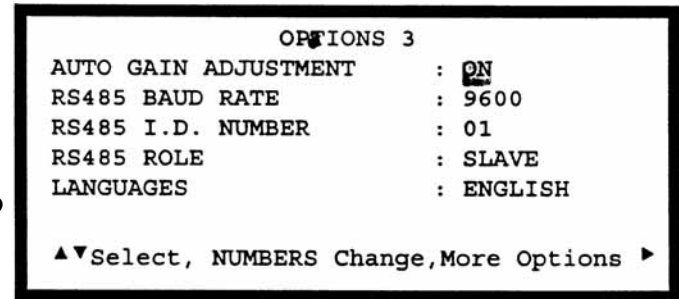 OPTIONS 3
AUTO GAIN ADJUSTMENT : ON
RS485 BAUD RATE : 9600
RS485 I.D. NUMBER : 01
RS485 ROLE : SLAVE
LANGUAGES : ENGLISH
▲▼Select, NUMBERS Change,More Options ▶